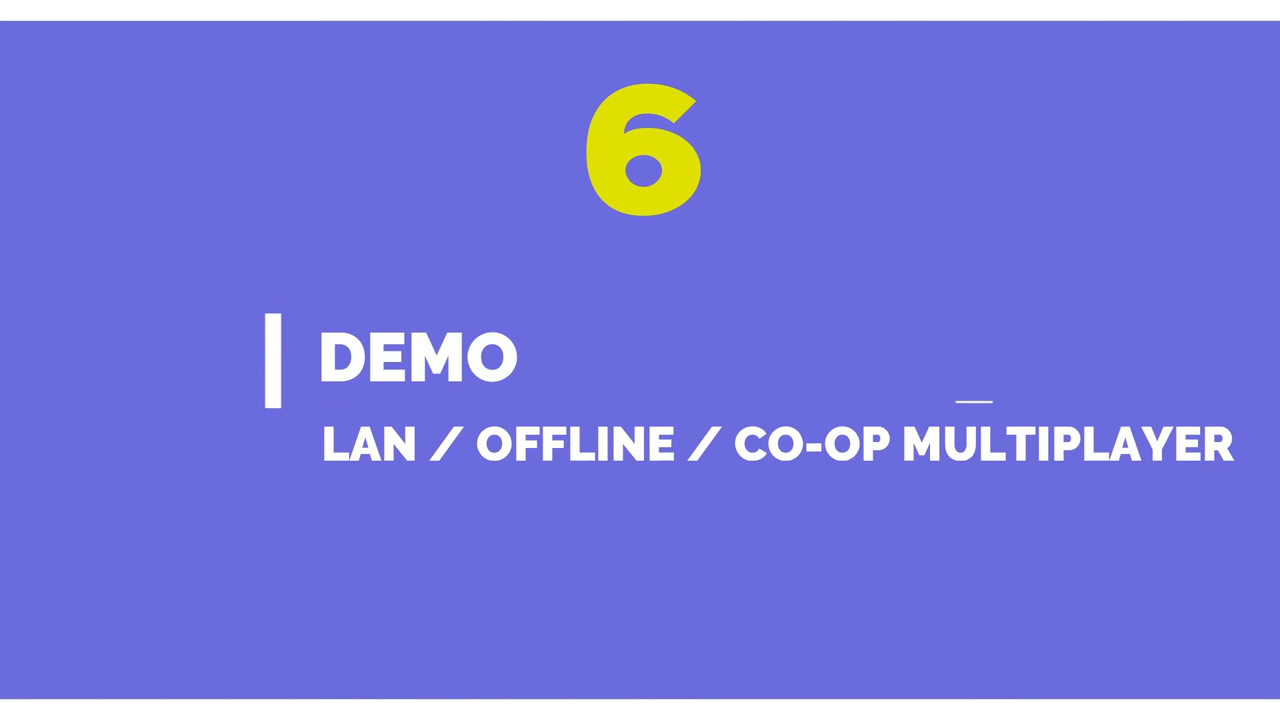 6
DEMO
LAN / OFFLINE / CO-OP MULTIPLAYER